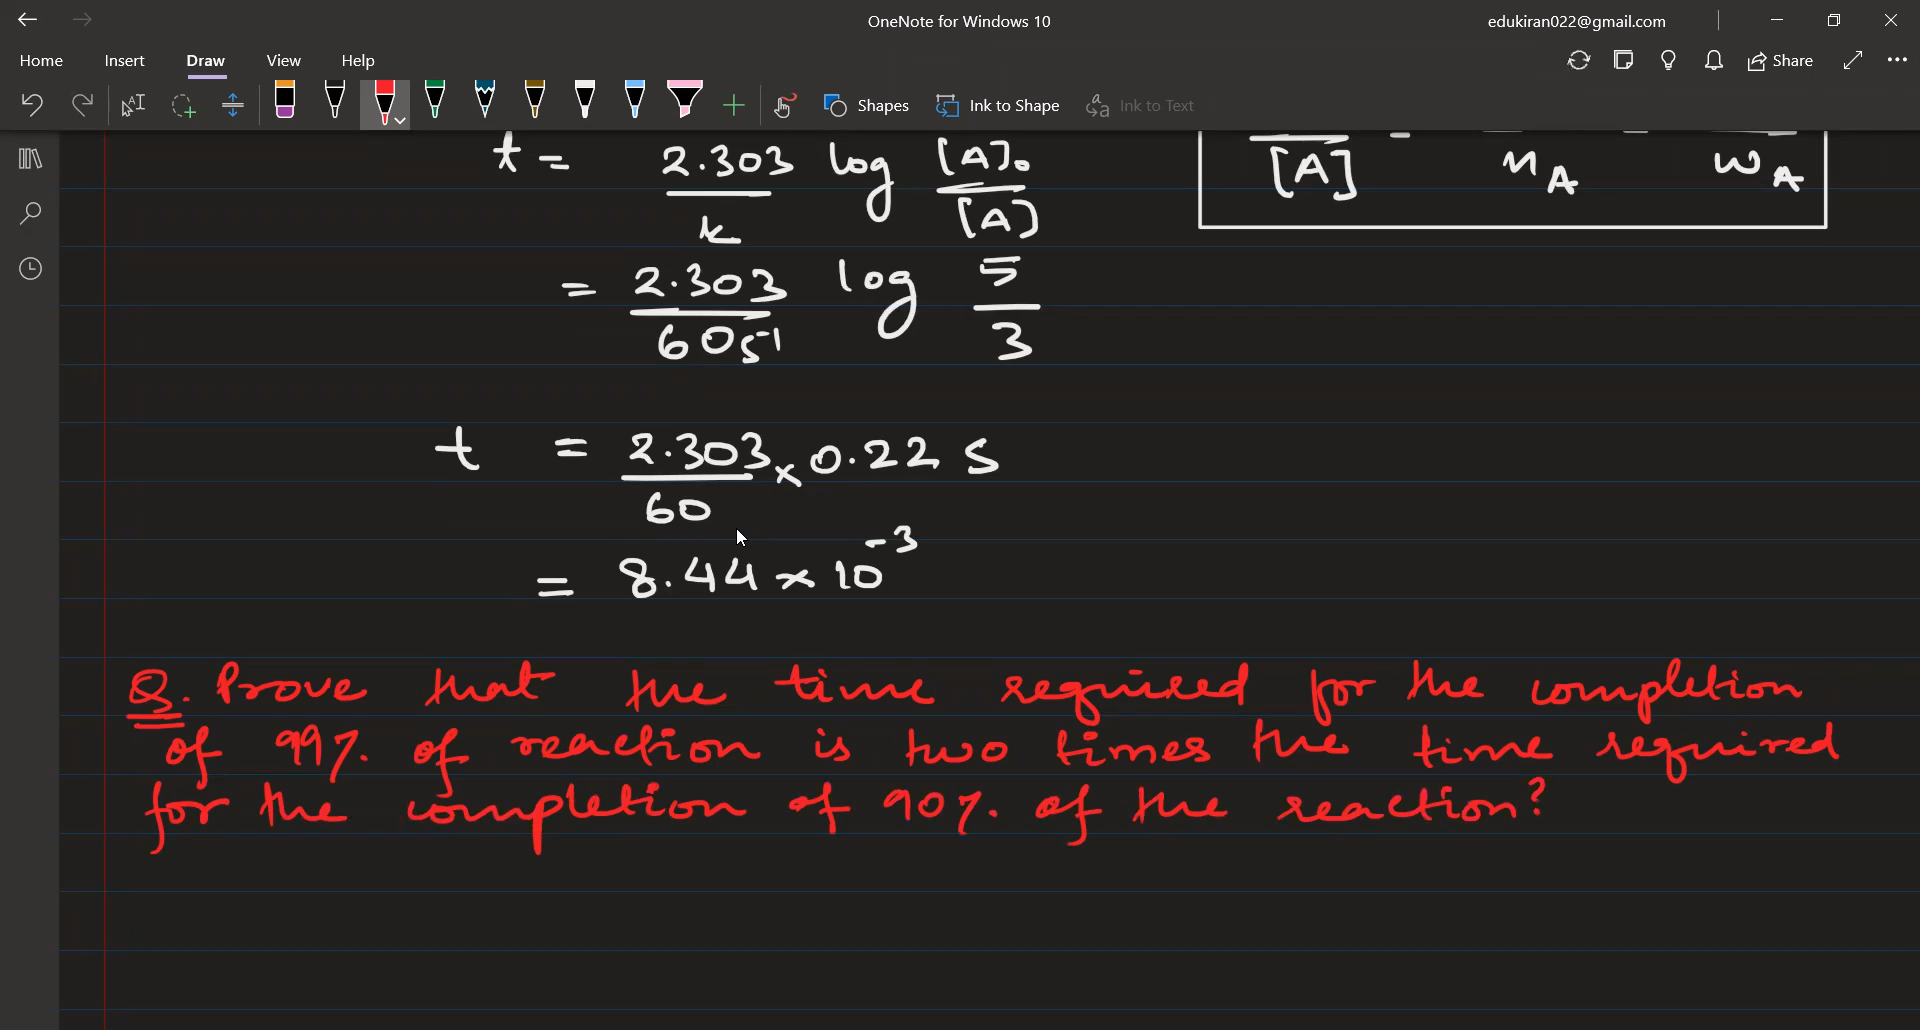 OneNote for Windows 10
edukiran022@gmail.com
Home Insert Draw View Help
Share
Shapes Ink to Shape Ink to Text
t = 2.303 log [A]₀
k [A]
[A] nA wA
= 2.303 log 5
60 s⁻¹ 3
t = 2.303 × 0.22 s
60
= 8.44 × 10⁻³
Q. Prove that the time required for the completion
of 99% of reaction is two times the time required
for the completion of 90% of the reaction?